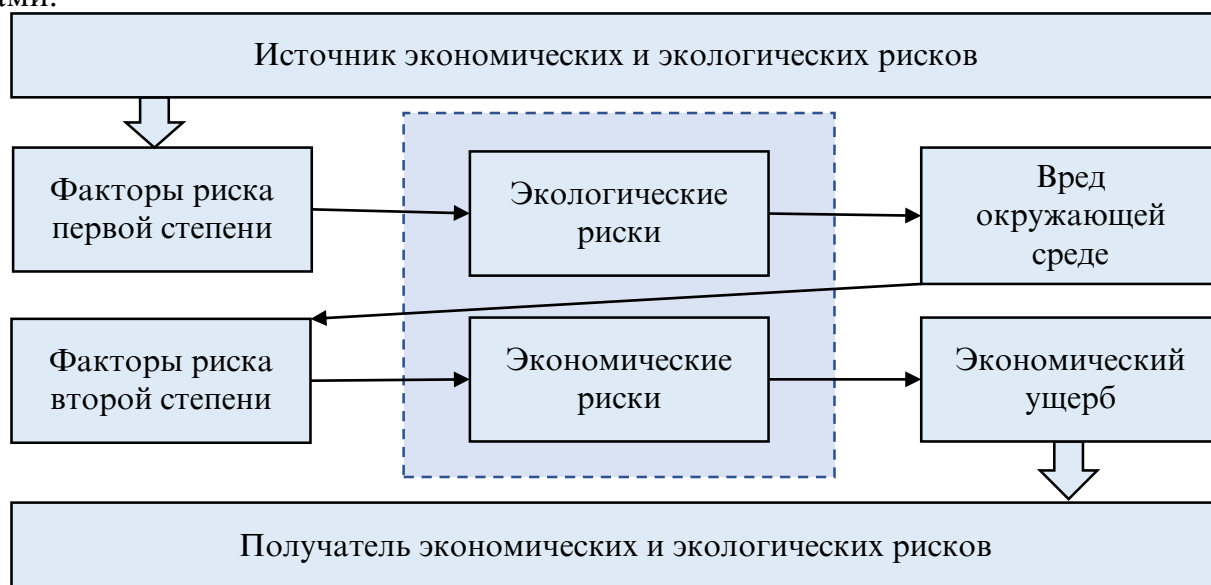 ами.
Источник экономических и экологических рисков
Факторы риска
первой степени
Экологические
риски
Вред
окружающей
среде
Факторы риска
второй степени
Экономические
риски
Экономический
ущерб
Получатель экономических и экологических рисков